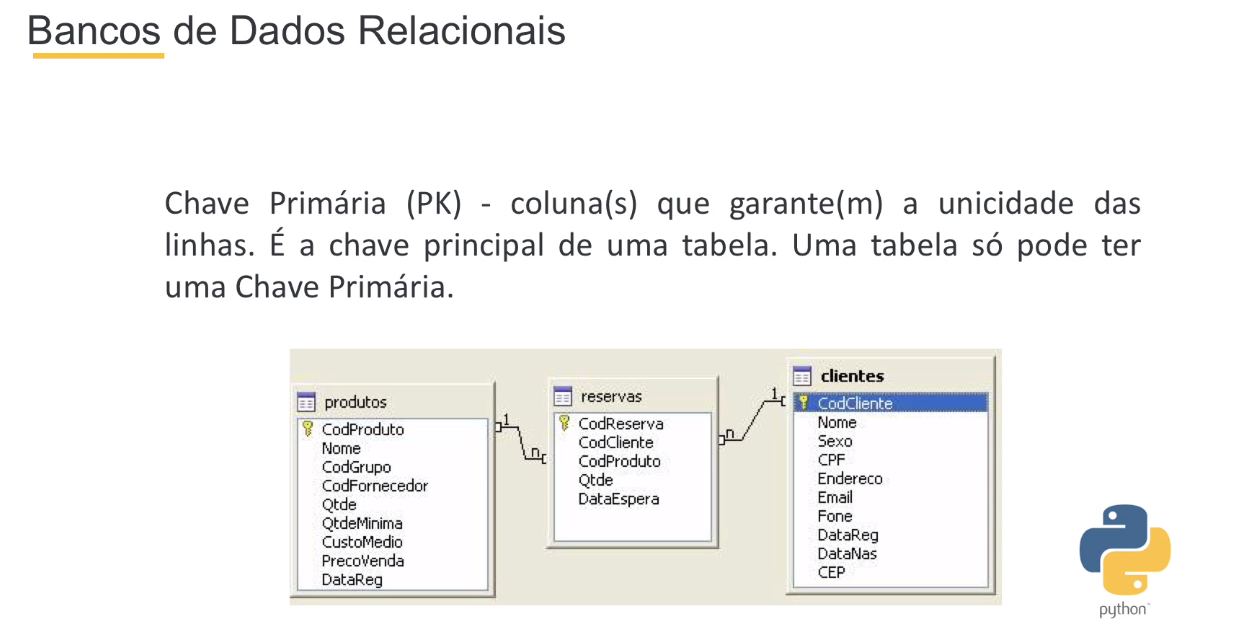 Bancos de Dados Relacionais
Chave Primária (PK) - coluna(s) que garante(m) a unicidade das
linhas. É a chave principal de uma tabela. Uma tabela só pode ter
uma Chave Primária.
produtos
CodProduto
Nome
CodGrupo
CodFornecedor
Qtde
QtdeMinima
CustoMedio
PrecoVenda
DataReg
1
n
reservas
CodReserva
CodCliente
CodProduto
Qtde
DataEspera
n
1
clientes
CodCliente
Nome
Sexo
CPF
Endereco
Email
Fone
DataReg
DataNas
CEP
python